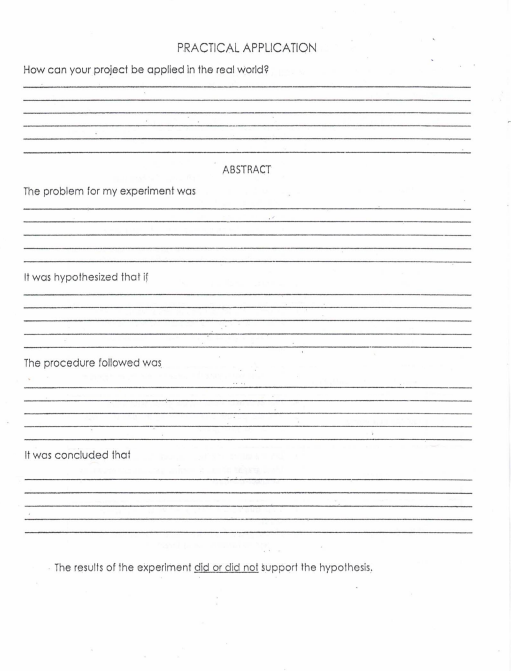 PRACTICAL APPLICATION
How can your project be applied in the real world?
ABSTRACT
The problem for my experiment was
It was hypothesized that if
The procedure followed was
It was concluded that
The results of the experiment did or did not support the hypothesis.